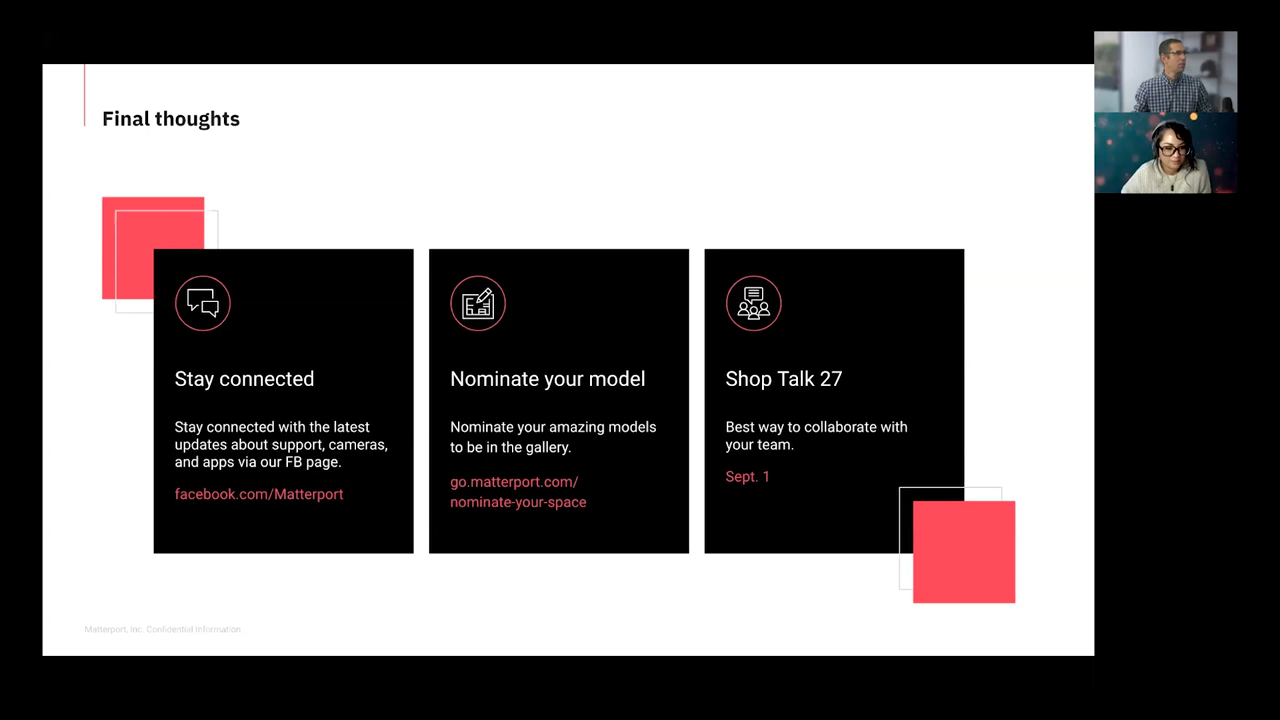 Final thoughts
Stay connected
Stay connected with the latest
updates about support, cameras,
and apps via our FB page.
facebook.com/Matterport
Nominate your model
Nominate your amazing models
to be in the gallery.
go.matterport.com/
nominate-your-space
Shop Talk 27
Best way to collaborate with
your team.
Sept. 1
Matterport, Inc. Confidential Information